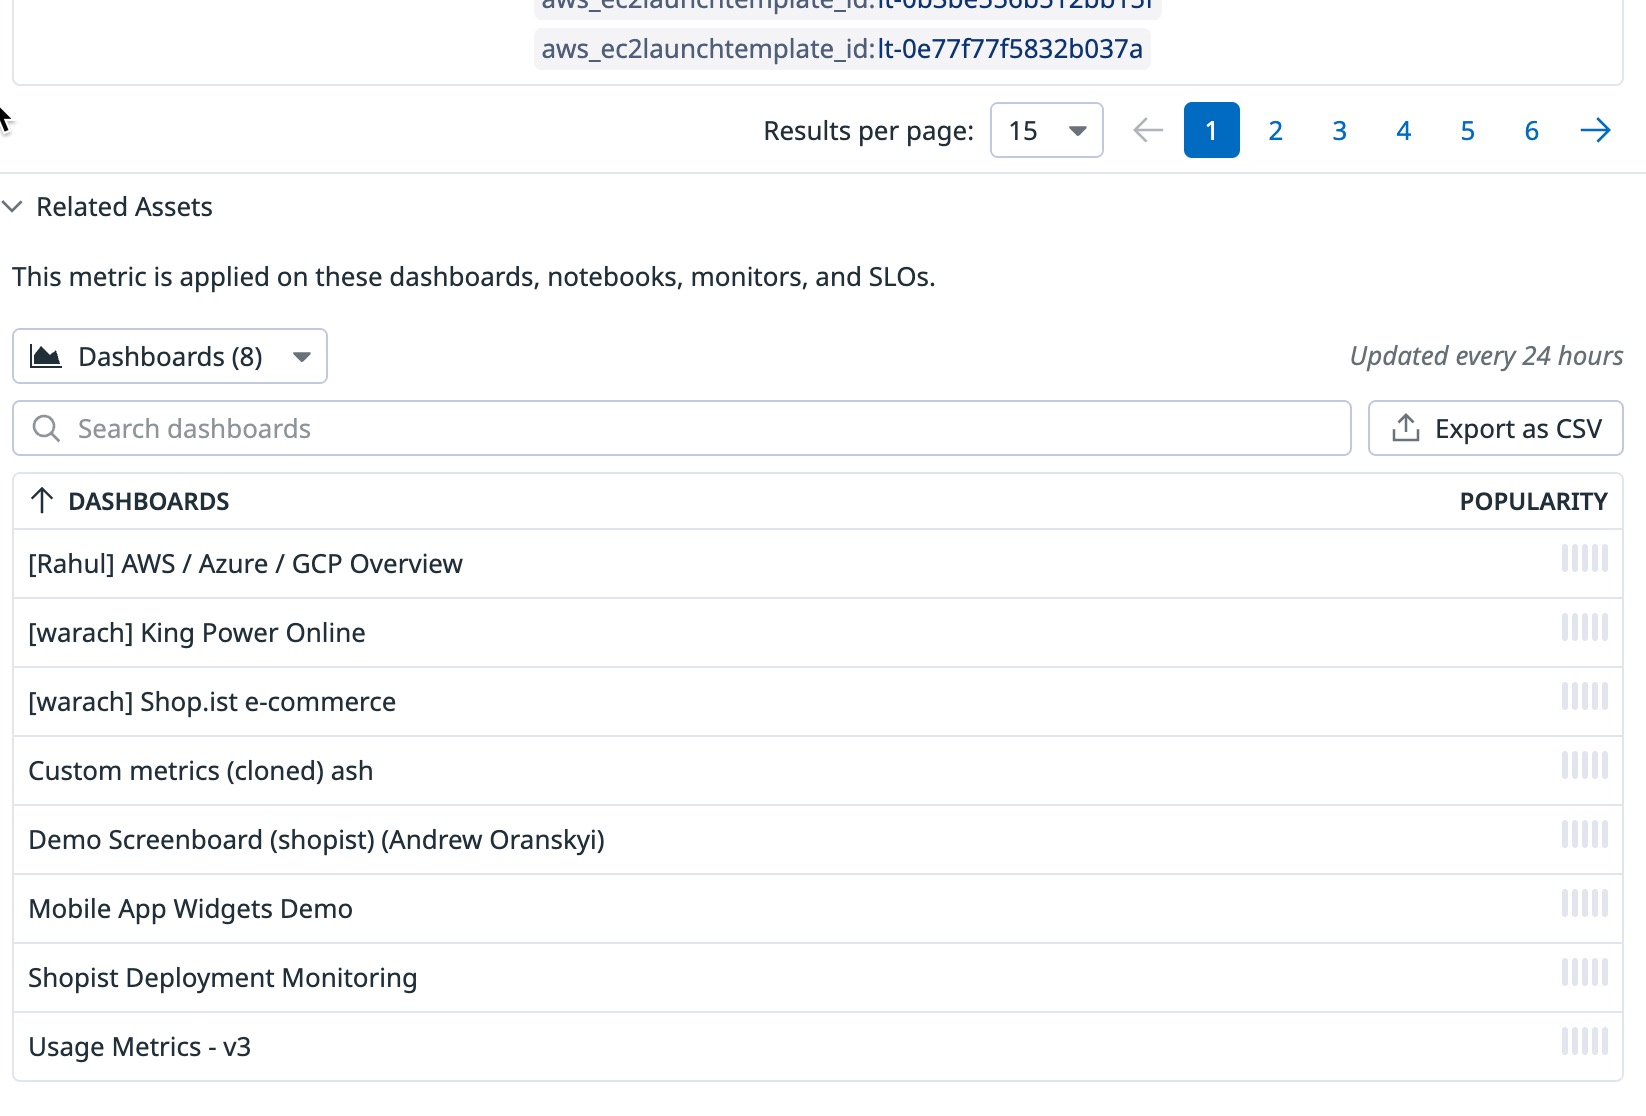 aws_ec2launchtemplate_id:lt-0b3be556b512bb15f
aws_ec2launchtemplate_id:lt-0e77f77f5832b037a
Results per page: 15 1 2 3 4 5 6
Related Assets
This metric is applied on these dashboards, notebooks, monitors, and SLOs.
Dashboards (8) Updated every 24 hours
Search dashboards Export as CSV
DASHBOARDS POPULARITY
[Rahul] AWS / Azure / GCP Overview
[warach] King Power Online
[warach] Shop.ist e-commerce
Custom metrics (cloned) ash
Demo Screenboard (shopist) (Andrew Oranskyi)
Mobile App Widgets Demo
Shopist Deployment Monitoring
Usage Metrics - v3